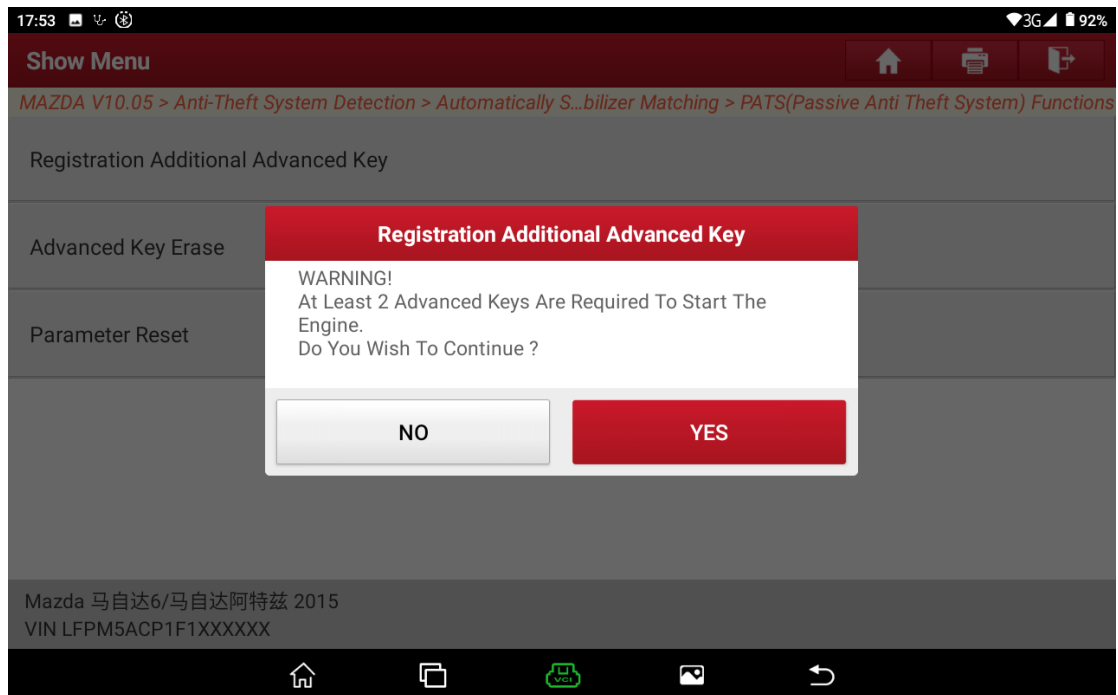 17:53
3G 92%
Show Menu
MAZDA V10.05 > Anti-Theft System Detection > Automatically S...bilizer Matching > PATS(Passive Anti Theft System) Functions
Registration Additional Advanced Key
Advanced Key Erase
Parameter Reset
Registration Additional Advanced Key
WARNING!
At Least 2 Advanced Keys Are Required To Start The
Engine.
Do You Wish To Continue ?
NO
YES
Mazda 马自达6/马自达阿特兹 2015
VIN LFPM5ACP1F1XXXXXX
VCI